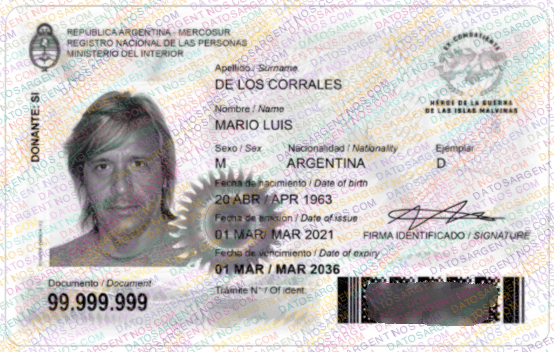 REPÚBLICA ARGENTINA - MERCOSUR
REGISTRO NACIONAL DE LAS PERSONAS
MINISTERIO DEL INTERIOR
EX COMBATIENTE
HÉROE DE LA GUERRA
DE LAS ISLAS MALVINAS
DONANTE: SI
Apellido / Surname
DE LOS CORRALES
Nombre / Name
MARIO LUIS
Sexo / Sex Nacionalidad / Nationality Ejemplar
M ARGENTINA D
Fecha de nacimiento / Date of birth
20 ABR / APR 1963
Fecha de emisión / Date of issue
01 MAR/ MAR 2021
FIRMA IDENTIFICADO / SIGNATURE
Fecha de vencimiento / Date of expiry
01 MAR / MAR 2036
Documento / Document
99.999.999
Trámite N° / Of ident.
DATOSARGENTINOS.COM